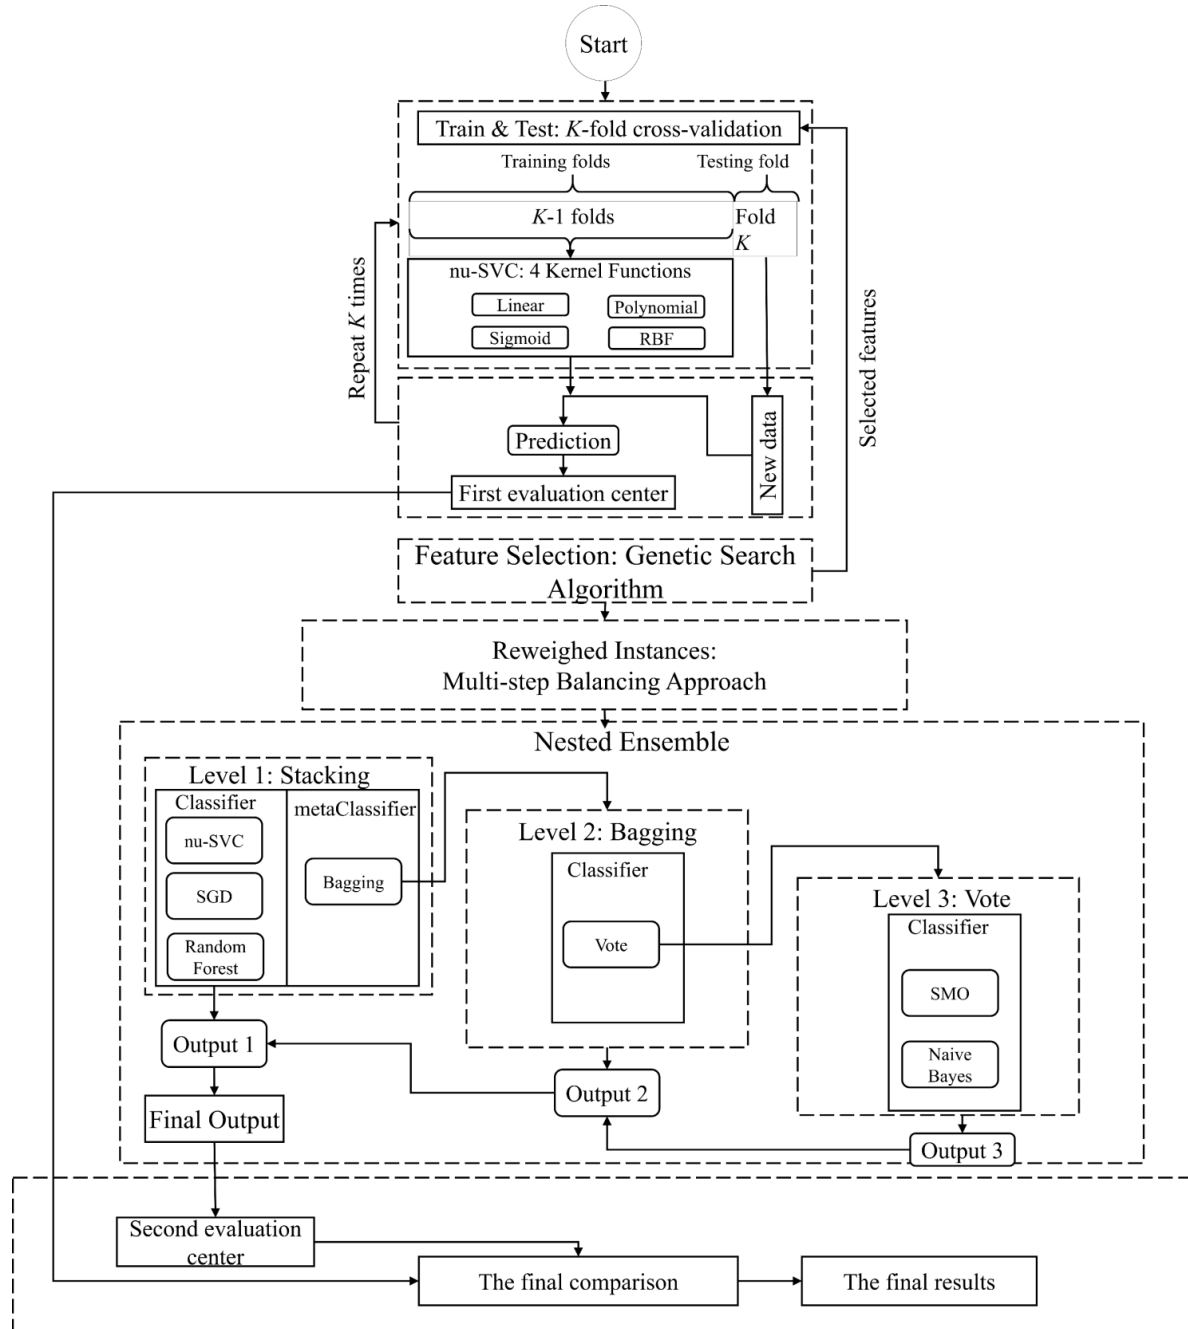 Start
Train & Test: K-fold cross-validation
Training folds
Testing fold
K-1 folds
Fold
K
nu-SVC: 4 Kernel Functions
Linear
Polynomial
Sigmoid
RBF
Repeat K times
Selected features
Prediction
New data
First evaluation center
Feature Selection: Genetic Search
Algorithm
Reweighed Instances:
Multi-step Balancing Approach
Nested Ensemble
Level 1: Stacking
Classifier
metaClassifier
nu-SVC
SGD
Random
Forest
Bagging
Level 2: Bagging
Classifier
Vote
Level 3: Vote
Classifier
SMO
Naive
Bayes
Output 1
Output 2
Output 3
Final Output
Second evaluation
center
The final comparison
The final results